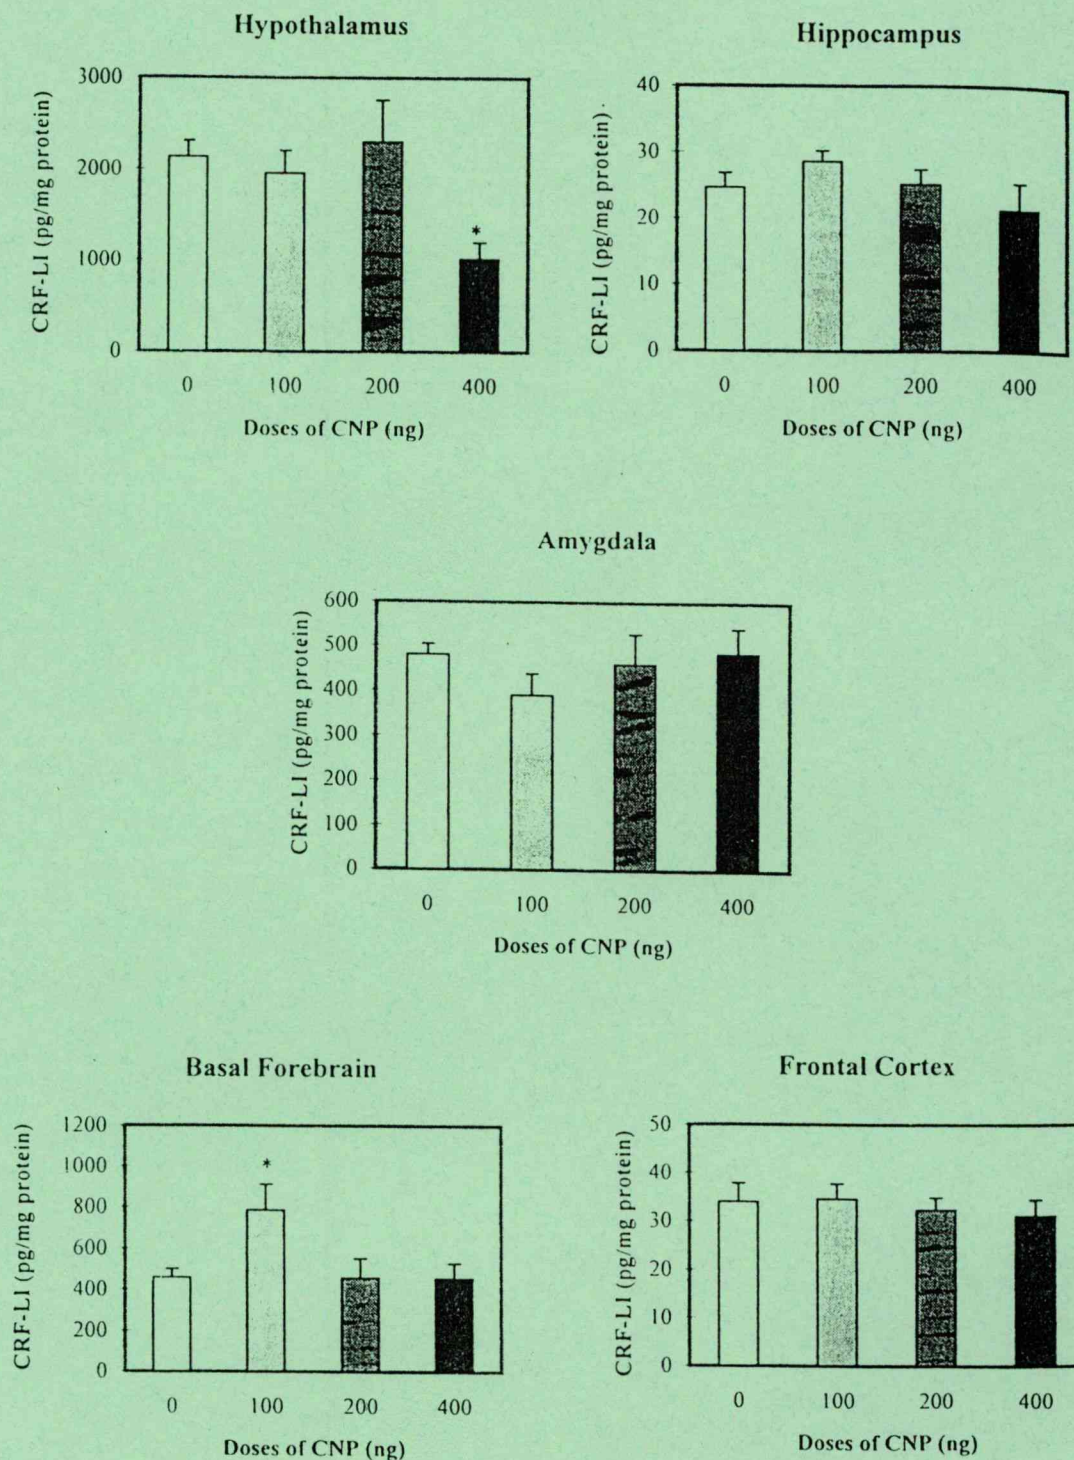 Hypothalamus
CRF-LI (pg/mg protein)
3000
2000
1000
0
*
0 100 200 400
Doses of CNP (ng)
Hippocampus
CRF-LI (pg/mg protein)
40
30
20
10
0
0 100 200 400
Doses of CNP (ng)
Amygdala
CRF-LI (pg/mg protein)
600
500
400
300
200
100
0
0 100 200 400
Doses of CNP (ng)
Basal Forebrain
CRF-LI (pg/mg protein)
1200
1000
800
600
400
200
0
*
0 100 200 400
Doses of CNP (ng)
Frontal Cortex
CRF-LI (pg/mg protein)
50
40
30
20
10
0
0 100 200 400
Doses of CNP (ng)